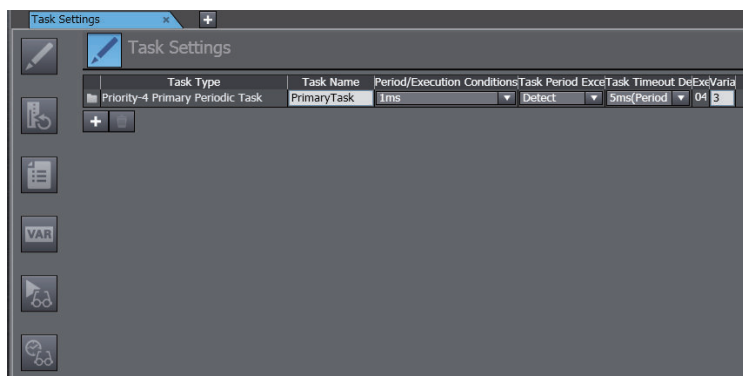 Task Settings × +
Task Settings
Task Type Task Name Period/Execution Conditions Task Period Exce Task Timeout De Exe Varia
Priority-4 Primary Periodic Task PrimaryTask 1ms Detect 5ms(Period 04 3
+
VAR